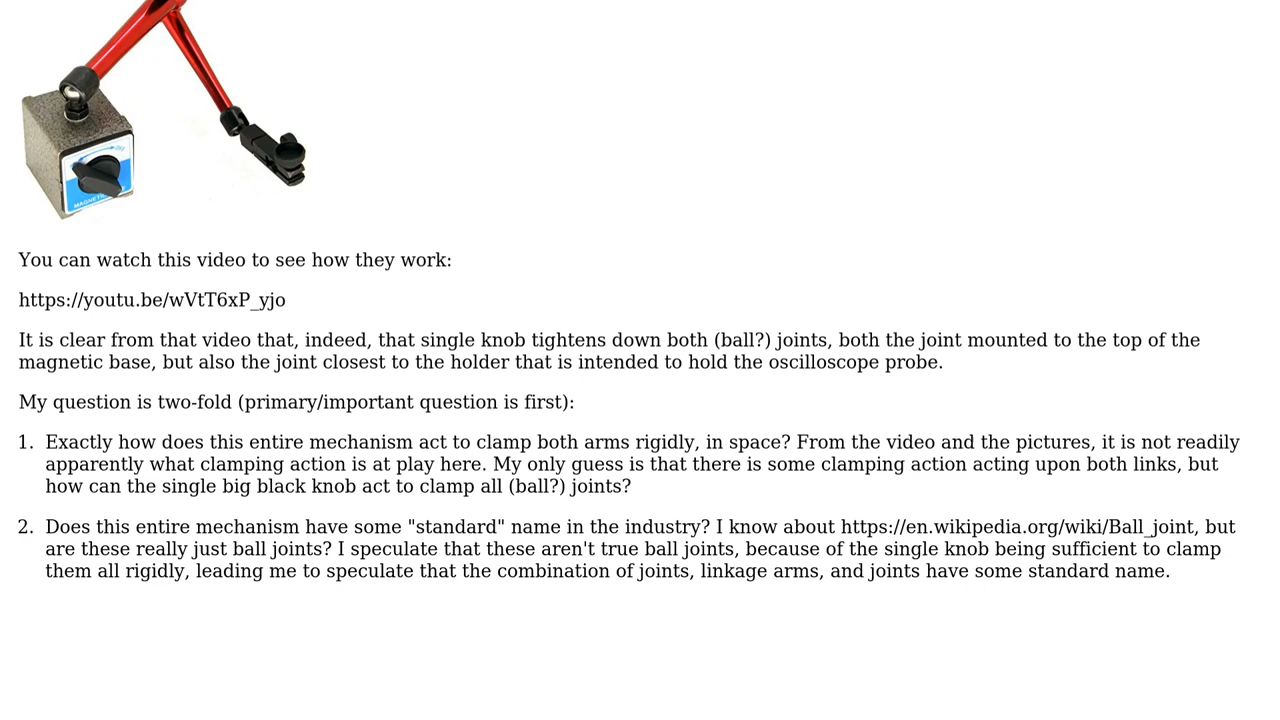 MAGNET
You can watch this video to see how they work:
https://youtu.be/wVtT6xP_yjo
It is clear from that video that, indeed, that single knob tightens down both (ball?) joints, both the joint mounted to the top of the
magnetic base, but also the joint closest to the holder that is intended to hold the oscilloscope probe.
My question is two-fold (primary/important question is first):
1. Exactly how does this entire mechanism act to clamp both arms rigidly, in space? From the video and the pictures, it is not readily
apparently what clamping action is at play here. My only guess is that there is some clamping action acting upon both links, but
how can the single big black knob act to clamp all (ball?) joints?
2. Does this entire mechanism have some "standard" name in the industry? I know about https://en.wikipedia.org/wiki/Ball_joint, but
are these really just ball joints? I speculate that these aren't true ball joints, because of the single knob being sufficient to clamp
them all rigidly, leading me to speculate that the combination of joints, linkage arms, and joints have some standard name.